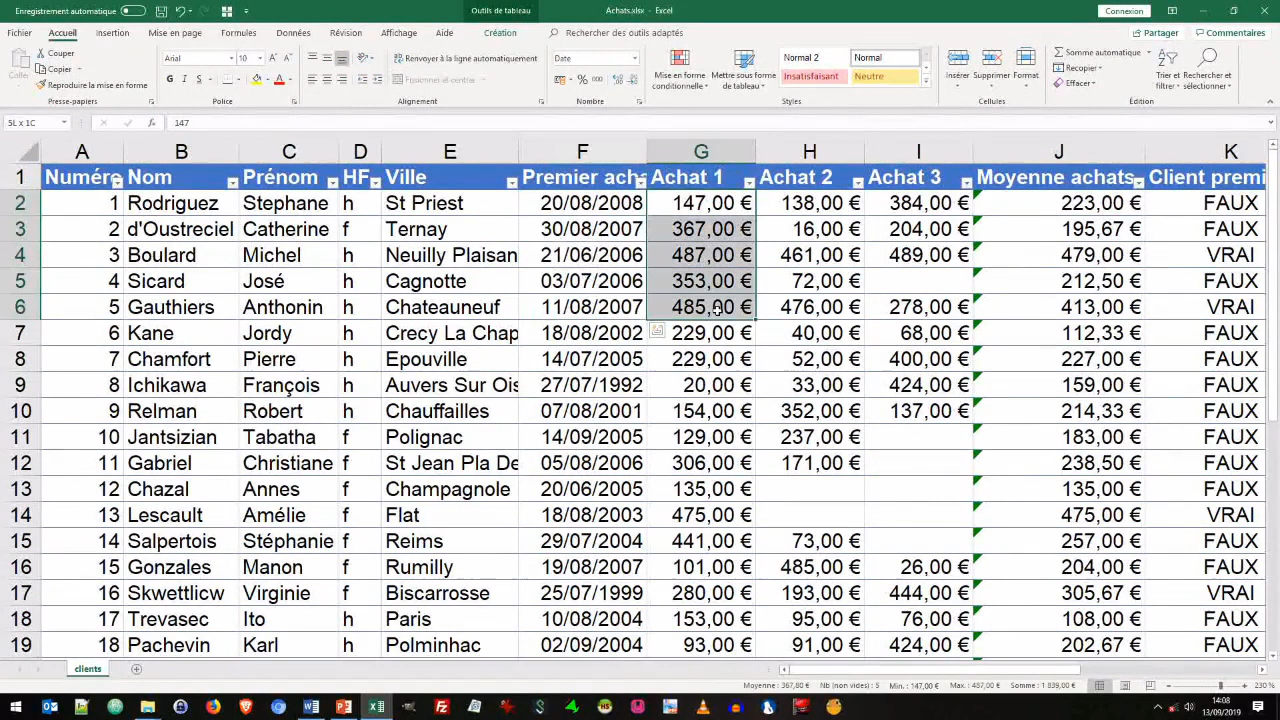 Enregistrement automatique
Outils de tableau
Achats.xlsx - Excel
Connexion
Fichier Accueil Insertion Mise en page Formules Données Révision Affichage Aide Création Rechercher des outils adaptés Partager Commentaires
Coller
Couper
Copier
Reproduire la mise en forme
Presse-papiers
Arial 10
G I S
Police
Renvoyer à la ligne automatiquement
Fusionner et centrer
Alignement
Date
% 000
Nombre
Mise en forme conditionnelle
Mettre sous forme de tableau
Normal 2 Normal
Insatisfaisant Neutre
Styles
Insérer Supprimer Format
Cellules
Somme automatique
Recopier
Effacer
Trier et filtrer
Rechercher et sélectionner
Édition
5L x 1C 147
A B C D E F G H I J K
1 Numéro Nom Prénom HF Ville Premier acha Achat 1 Achat 2 Achat 3 Moyenne achats Client premi
2 1 Rodriguez Stephane h St Priest 20/08/2008 147,00 € 138,00 € 384,00 € 223,00 € FAUX
3 2 d'Oustreciel Catherine f Ternay 30/08/2007 367,00 € 16,00 € 204,00 € 195,67 € FAUX
4 3 Boulard Michel h Neuilly Plaisan 21/06/2006 487,00 € 461,00 € 489,00 € 479,00 € VRAI
5 4 Sicard José h Cagnotte 03/07/2006 353,00 € 72,00 € 212,50 € FAUX
6 5 Gauthiers Anthonin h Chateauneuf 11/08/2007 485,00 € 476,00 € 278,00 € 413,00 € VRAI
7 6 Kane Jordy h Crecy La Chap 18/08/2002 229,00 € 40,00 € 68,00 € 112,33 € FAUX
8 7 Chamfort Pierre h Epouville 14/07/2005 229,00 € 52,00 € 400,00 € 227,00 € FAUX
9 8 Ichikawa François h Auvers Sur Ois 27/07/1992 20,00 € 33,00 € 424,00 € 159,00 € FAUX
10 9 Relman Robert h Chauffailles 07/08/2001 154,00 € 352,00 € 137,00 € 214,33 € FAUX
11 10 Jantsizian Tabatha f Polignac 14/09/2005 129,00 € 237,00 € 183,00 € FAUX
12 11 Gabriel Christiane f St Jean Pla De 05/08/2006 306,00 € 171,00 € 238,50 € FAUX
13 12 Chazal Annes f Champagnole 20/06/2005 135,00 € 135,00 € FAUX
14 13 Lescault Amélie f Flat 18/08/2003 475,00 € 475,00 € VRAI
15 14 Salpertois Stéphanie f Reims 29/07/2004 441,00 € 73,00 € 257,00 € FAUX
16 15 Gonzales Manon f Rumilly 19/08/2007 101,00 € 485,00 € 26,00 € 204,00 € FAUX
17 16 Skwettlicw Virginie f Biscarrosse 25/07/1999 280,00 € 193,00 € 444,00 € 305,67 € VRAI
18 17 Trevasec Ito h Paris 10/08/2004 153,00 € 95,00 € 76,00 € 108,00 € FAUX
19 18 Pachevin Karl h Polminhac 02/09/2004 93,00 € 91,00 € 424,00 € 202,67 € FAUX
clients
Moyenne : 367,80 € Nb (non vides) : 5 Min. : 147,00 € Max. : 487,00 € Somme : 1 839,00 € 230 %
14:08
13/09/2019